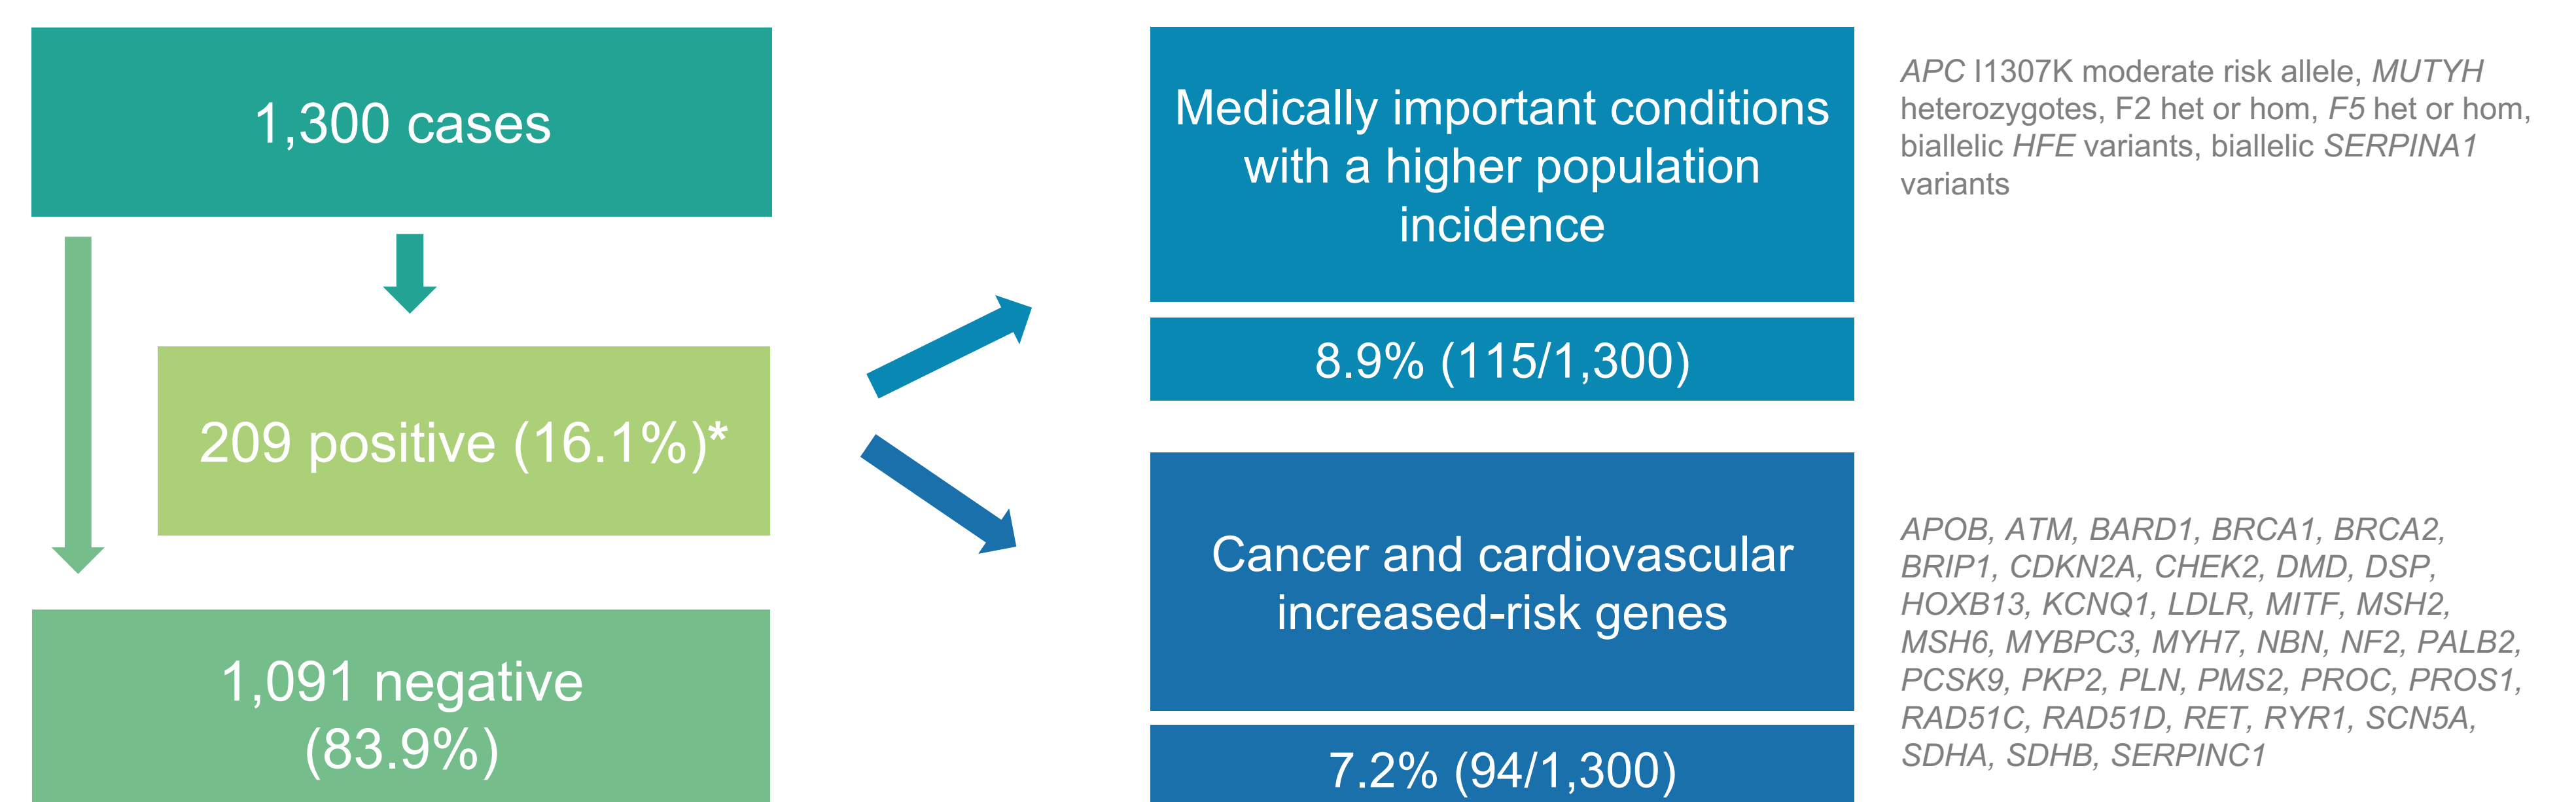 1,300 cases
209 positive (16.1%)*
1,091 negative
(83.9%)
Medically important conditions
with a higher population
incidence
8.9% (115/1,300)
APC I1307K moderate risk allele, MUTYH
heterozygotes, F2 het or hom, F5 het or hom,
biallelic HFE variants, biallelic SERPINA1
variants
Cancer and cardiovascular
increased-risk genes
7.2% (94/1,300)
APOB, ATM, BARD1, BRCA1, BRCA2,
BRIP1, CDKN2A, CHEK2, DMD, DSP,
HOXB13, KCNQ1, LDLR, MITF, MSH2,
MSH6, MYBPC3, MYH7, NBN, NF2, PALB2,
PCSK9, PKP2, PLN, PMS2, PROC, PROS1,
RAD51C, RAD51D, RET, RYR1, SCN5A,
SDHA, SDHB, SERPINC1